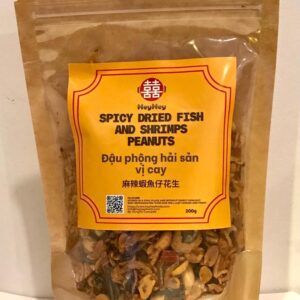 囍
HeyHey
SPICY DRIED FISH
AND SHRIMPS
PEANUTS
Đậu phộng hải sản
vị cay
麻辣蝦魚仔花生
200g